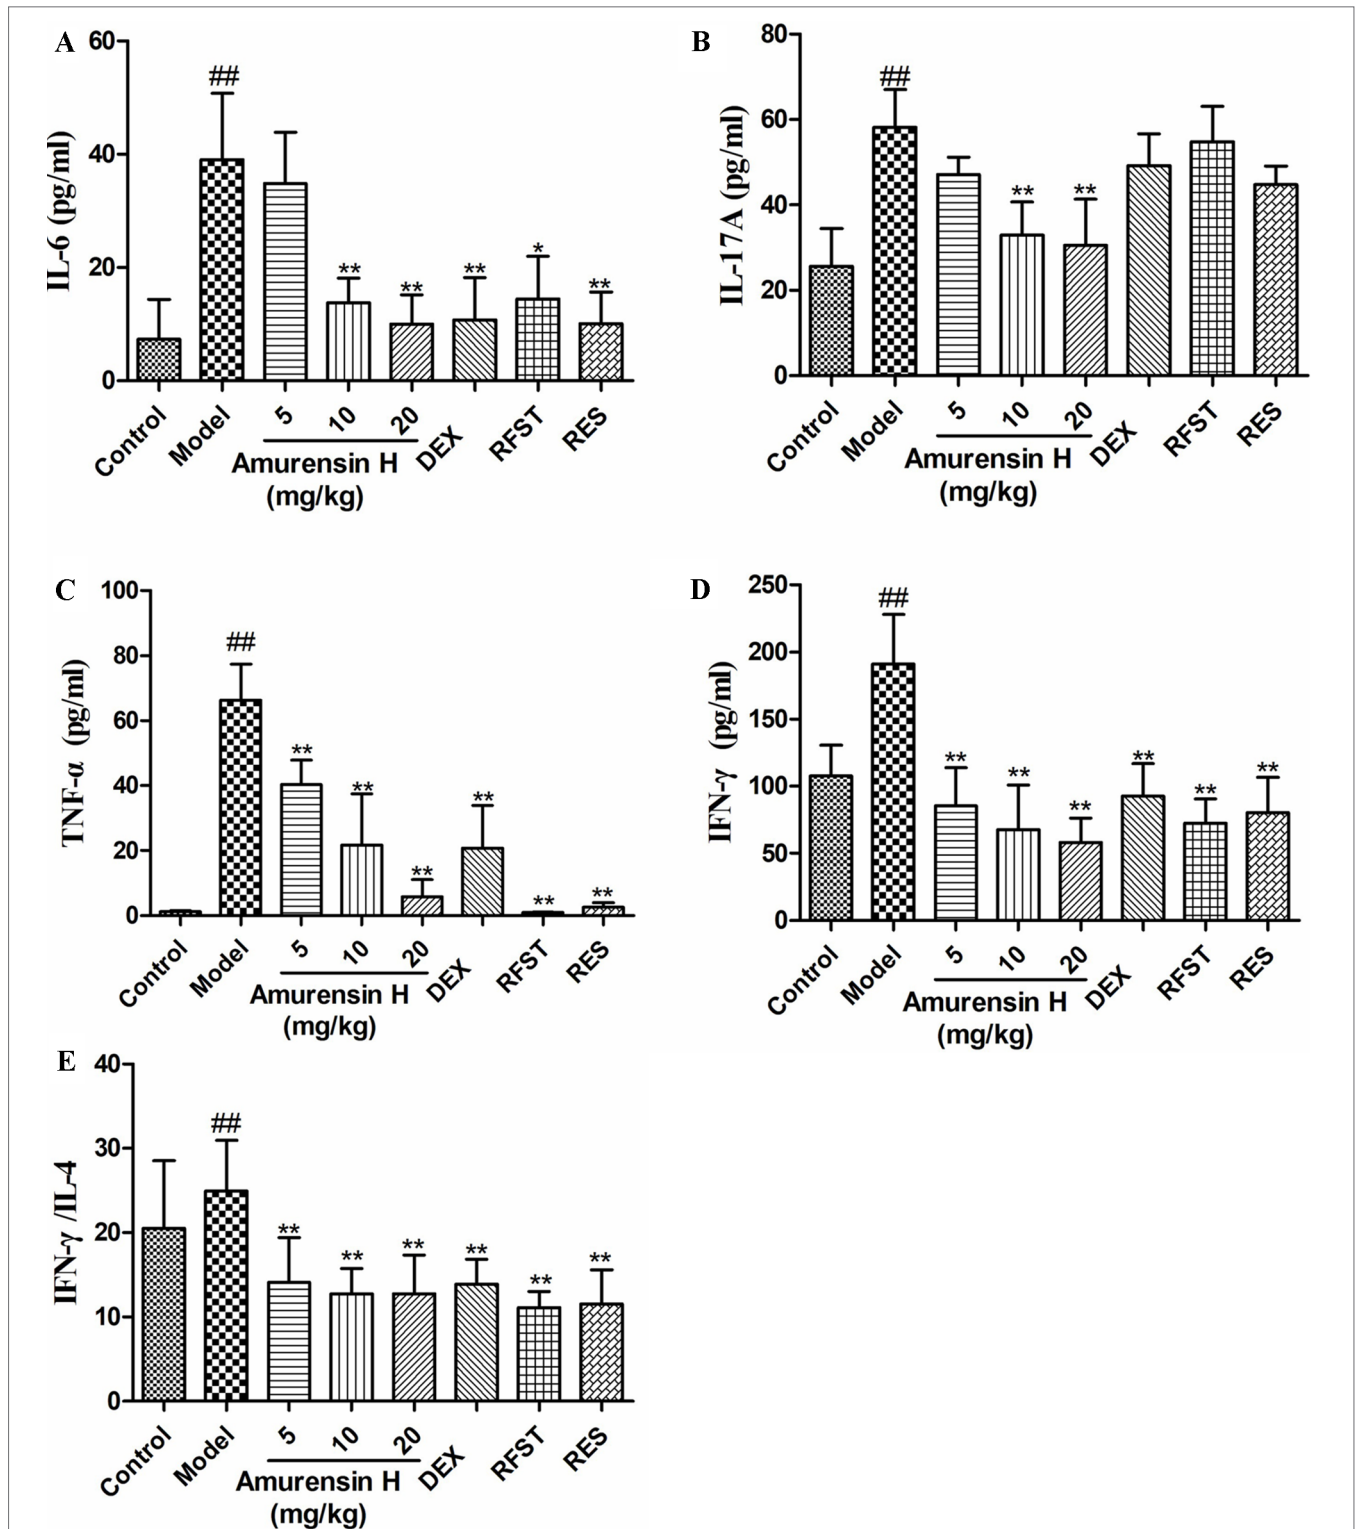 A
IL-6 (pg/ml)
60
40
20
0
##
**
**
**
*
**
Control
Model
5
10
20
DEX
RFST
RES
Amurensin H
(mg/kg)
B
IL-17A (pg/ml)
80
60
40
20
0
##
**
**
Control
Model
5
10
20
DEX
RFST
RES
Amurensin H
(mg/kg)
C
TNF-α (pg/ml)
100
80
60
40
20
0
##
**
**
**
**
**
**
Control
Model
5
10
20
DEX
RFST
RES
Amurensin H
(mg/kg)
D
IFN-γ (pg/ml)
250
200
150
100
50
0
##
**
**
**
**
**
**
Control
Model
5
10
20
DEX
RFST
RES
Amurensin H
(mg/kg)
E
IFN-γ /IL-4
40
30
20
10
0
##
**
**
**
**
**
**
Control
Model
5
10
20
DEX
RFST
RES
Amurensin H
(mg/kg)